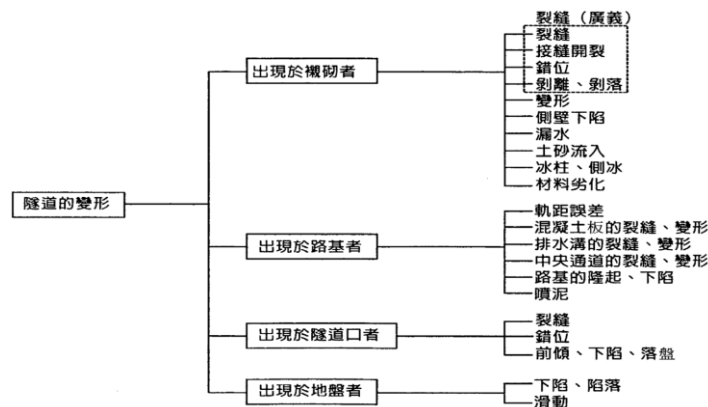 裂縫（廣義）
裂縫
接縫開裂
錯位
剝離、剝落
變形
側壁下陷
漏水
土砂流入
冰柱、側冰
材料劣化
出現於襯砌者
隧道的變形
軌距誤差
混凝土板的裂縫、變形
排水溝的裂縫、變形
中央通道的裂縫、變形
路基的隆起、下陷
噴泥
出現於路基者
裂縫
錯位
前傾、下陷、落盤
出現於隧道口者
下陷、陷落
滑動
出現於地盤者